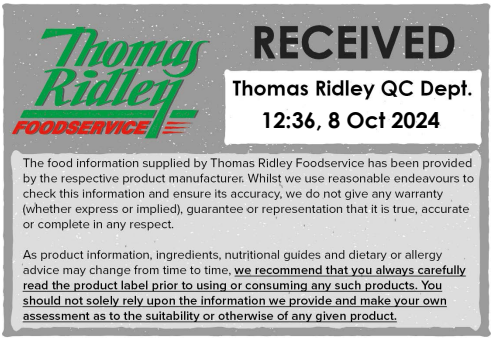 Thomas
Ridley
FOODSERVICE
RECEIVED
Thomas Ridley QC Dept.
12:36, 8 Oct 2024
The food information supplied by Thomas Ridley Foodservice has been provided
by the respective product manufacturer. Whilst we use reasonable endeavours to
check this information and ensure its accuracy, we do not give any warranty
(whether express or implied), guarantee or representation that it is true, accurate
or complete in any respect.
As product information, ingredients, nutritional guides and dietary or allergy
advice may change from time to time, we recommend that you always carefully
read the product label prior to using or consuming any such products. You
should not solely rely upon the information we provide and make your own
assessment as to the suitability or otherwise of any given product.